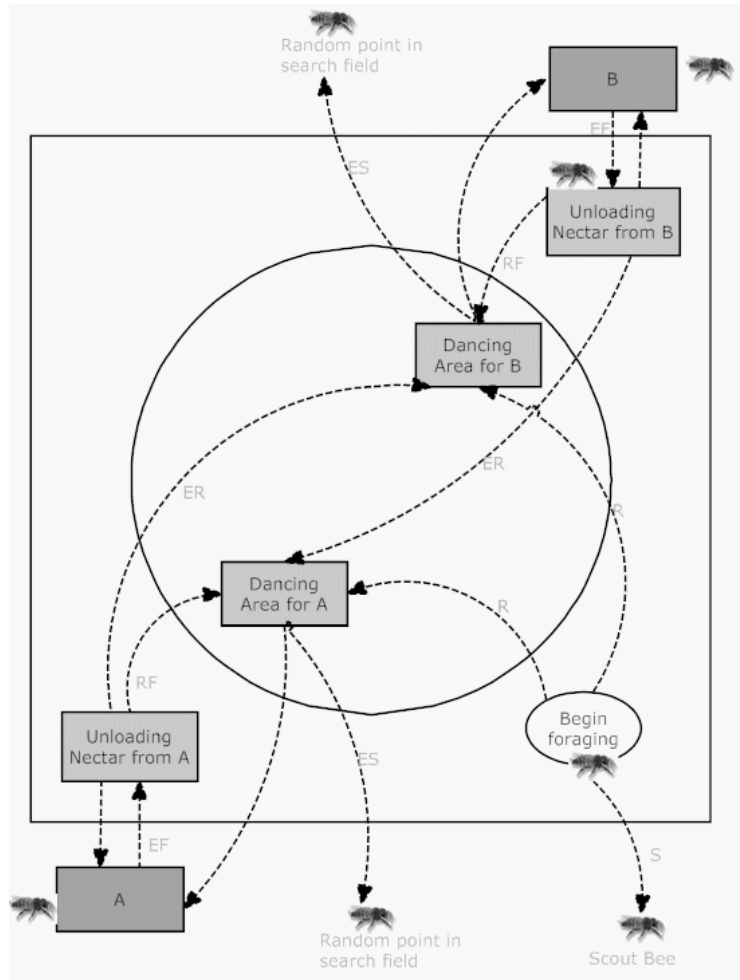 Random point in
search field
B
ES
EF
Unloading
Nectar from B
RF
Dancing
Area for B
ER
ER
R
Dancing
Area for A
R
RF
Unloading
Nectar from A
Begin
foraging
ES
EF
S
A
Random point in
search field
Scout Bee